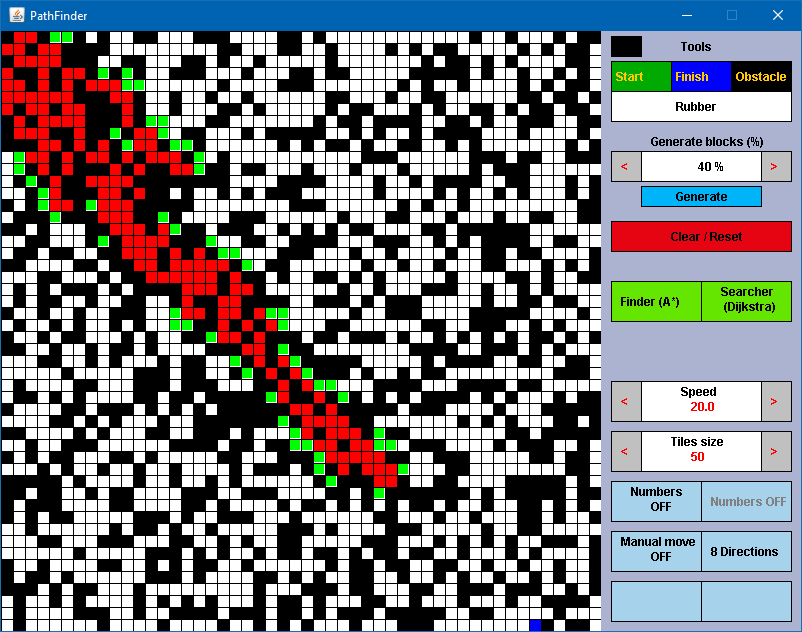 PathFinder
Tools
Start Finish Obstacle
Rubber
Generate blocks (%)
< 40 % >
Generate
Clear / Reset
Finder (A*)
Searcher
(Dijkstra)
Speed
< 20.0 >
Tiles size
< 50 >
Numbers
OFF
Numbers OFF
Manual move
OFF
8 Directions